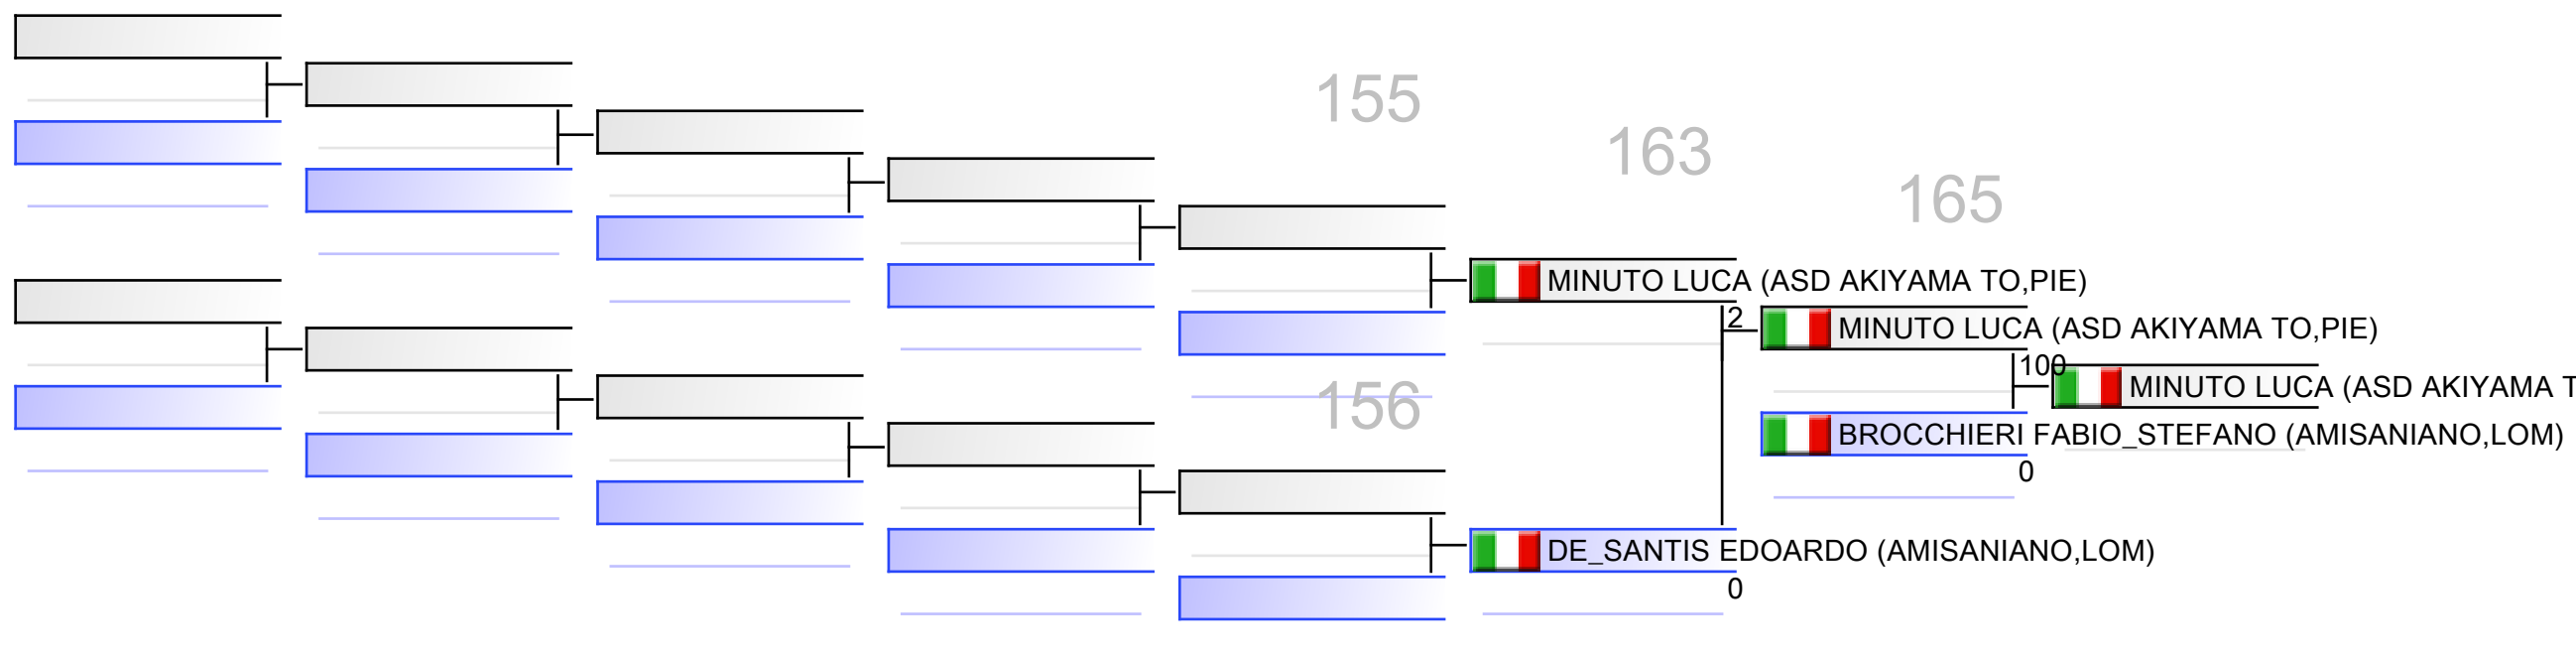 155
163
165
MINUTO LUCA (ASD AKIYAMA TO,PIE)
2
MINUTO LUCA (ASD AKIYAMA TO,PIE)
100
MINUTO LUCA (ASD AKIYAMA T
156
BROCCHIERI FABIO_STEFANO (AMISANIANO,LOM)
0
DE_SANTIS EDOARDO (AMISANIANO,LOM)
0